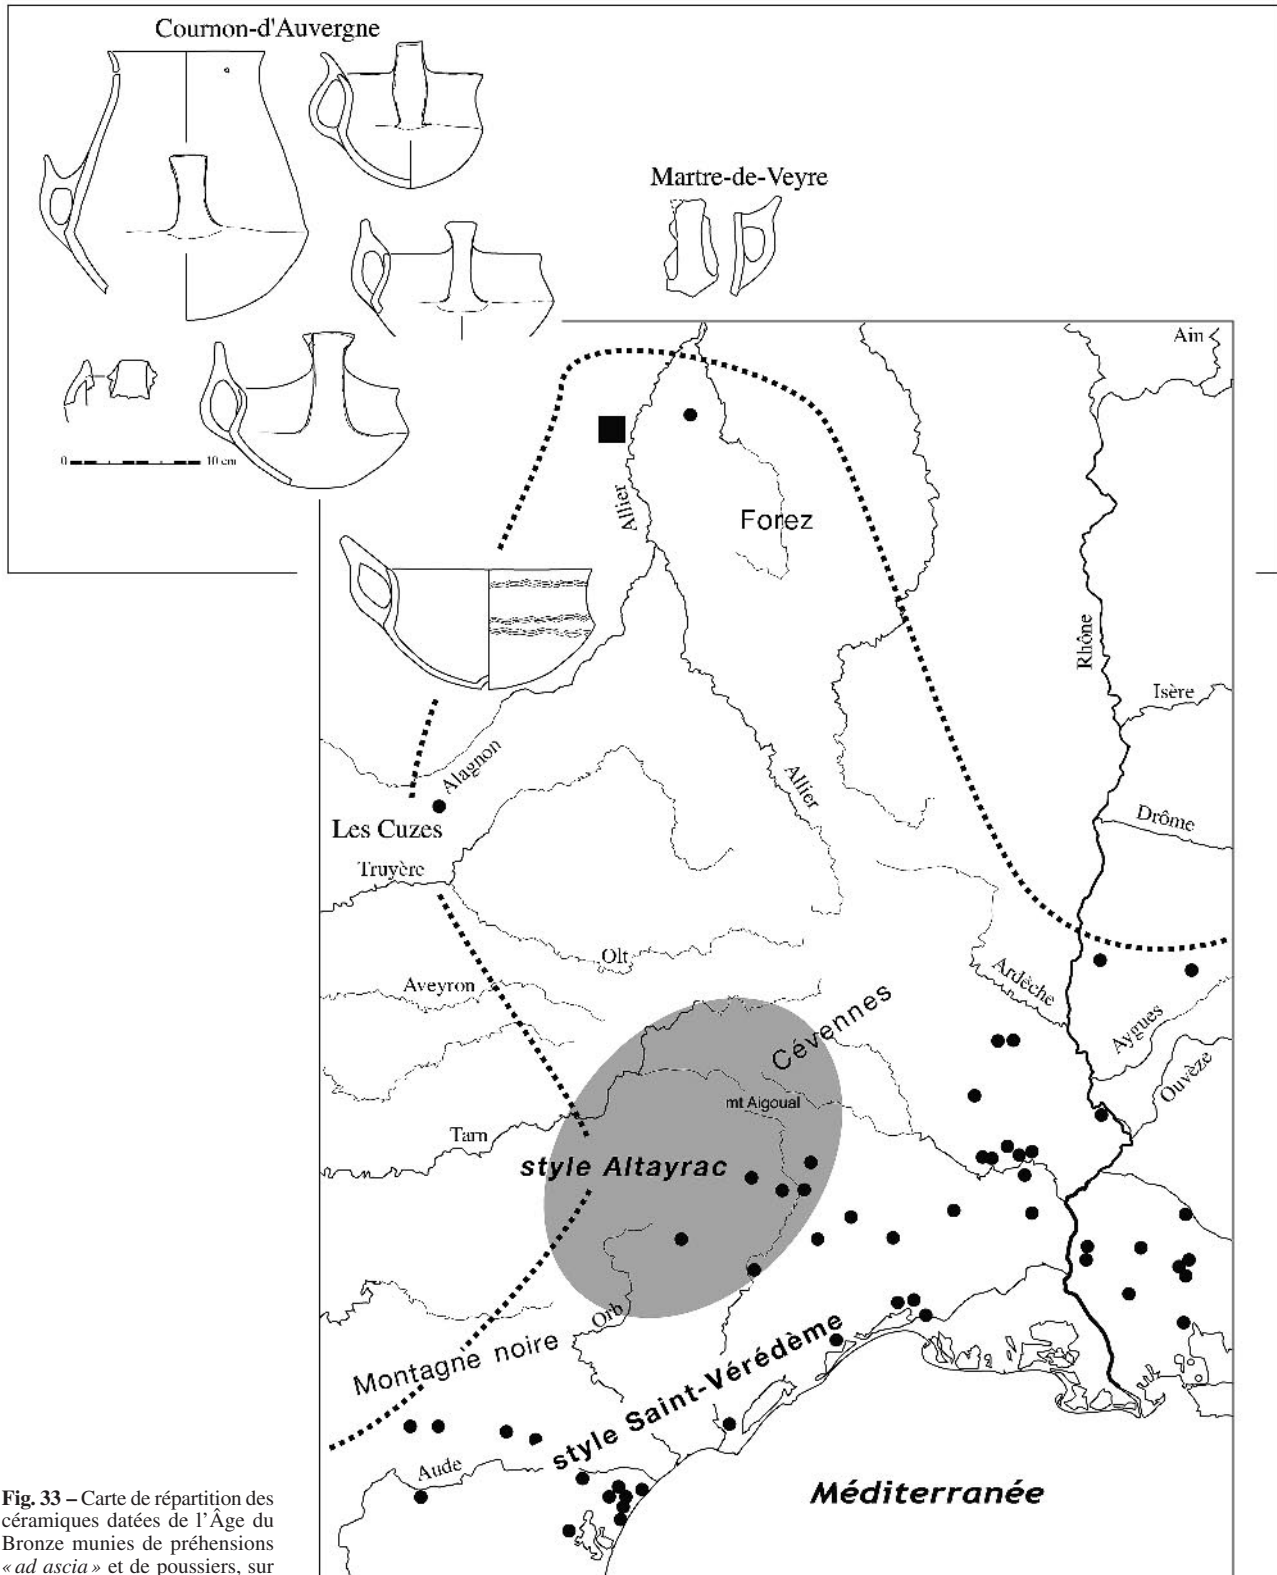 Cournon-d'Auvergne
Martre-de-Veyre
0 10 cm
Ain
Allier
Forez
Rhône
Isère
Alagnon
Allier
Drôme
Les Cuzes
Truyère
Olt
Ardèche
Aveyron
Cévennes
Aygues
Ouvèze
mt Aigoual
Tarn
style Altayrac
Orb
Montagne noire
style Saint-Vérédème
Aude
Méditerranée
Fig. 33 – Carte de répartition des
céramiques datées de l'Âge du
Bronze munies de préhensions
« ad ascia » et de poussiers, sur